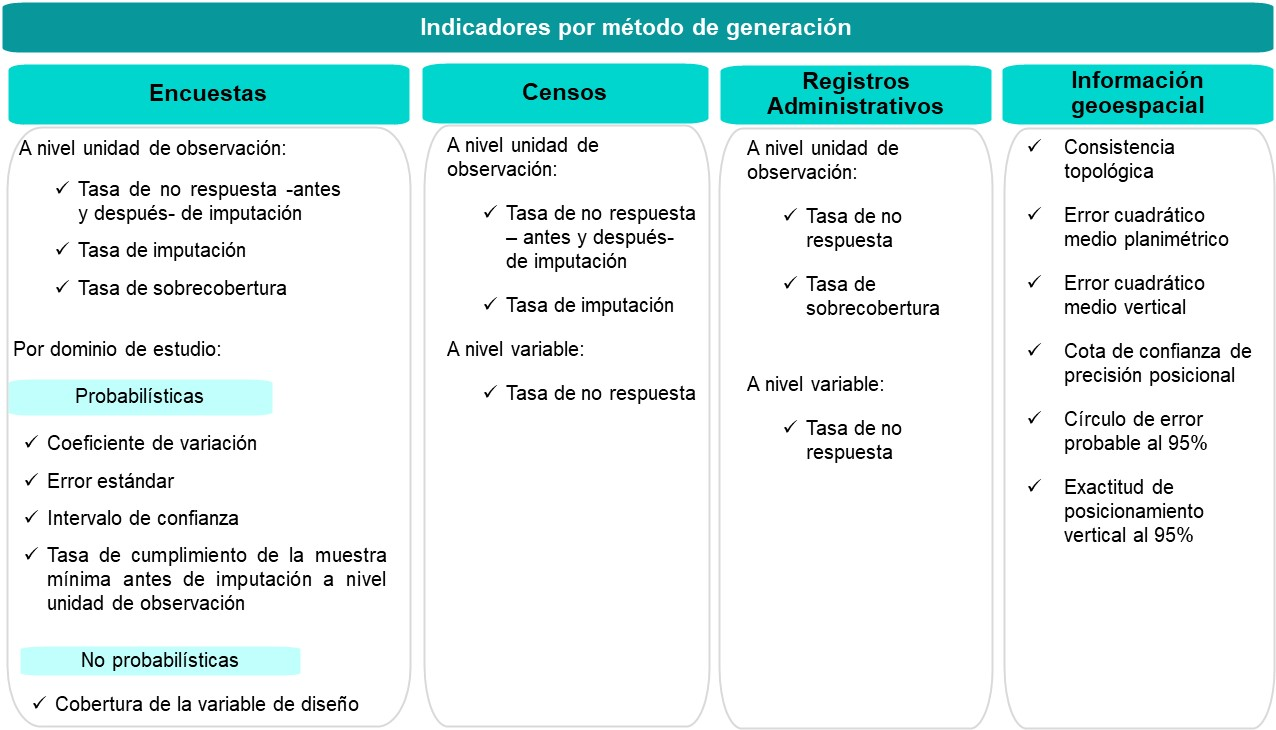 Indicadores por método de generación
Encuestas
A nivel unidad de observación:
✓ Tasa de no respuesta -antes
y después- de imputación
✓ Tasa de imputación
✓ Tasa de sobrecobertura
Por dominio de estudio:
Probabilísticas
✓ Coeficiente de variación
✓ Error estándar
✓ Intervalo de confianza
✓ Tasa de cumplimiento de la muestra
mínima antes de imputación a nivel
unidad de observación
No probabilísticas
✓ Cobertura de la variable de diseño
Censos
A nivel unidad de
observación:
✓ Tasa de no respuesta
– antes y después-
de imputación
✓ Tasa de imputación
A nivel variable:
✓ Tasa de no respuesta
Registros
Administrativos
A nivel unidad de
observación:
✓ Tasa de no
respuesta
✓ Tasa de
sobrecobertura
A nivel variable:
✓ Tasa de no
respuesta
Información
geoespacial
✓ Consistencia
topológica
✓ Error cuadrático
medio planimétrico
✓ Error cuadrático
medio vertical
✓ Cota de confianza de
precisión posicional
✓ Círculo de error
probable al 95%
✓ Exactitud de
posicionamiento
vertical al 95%